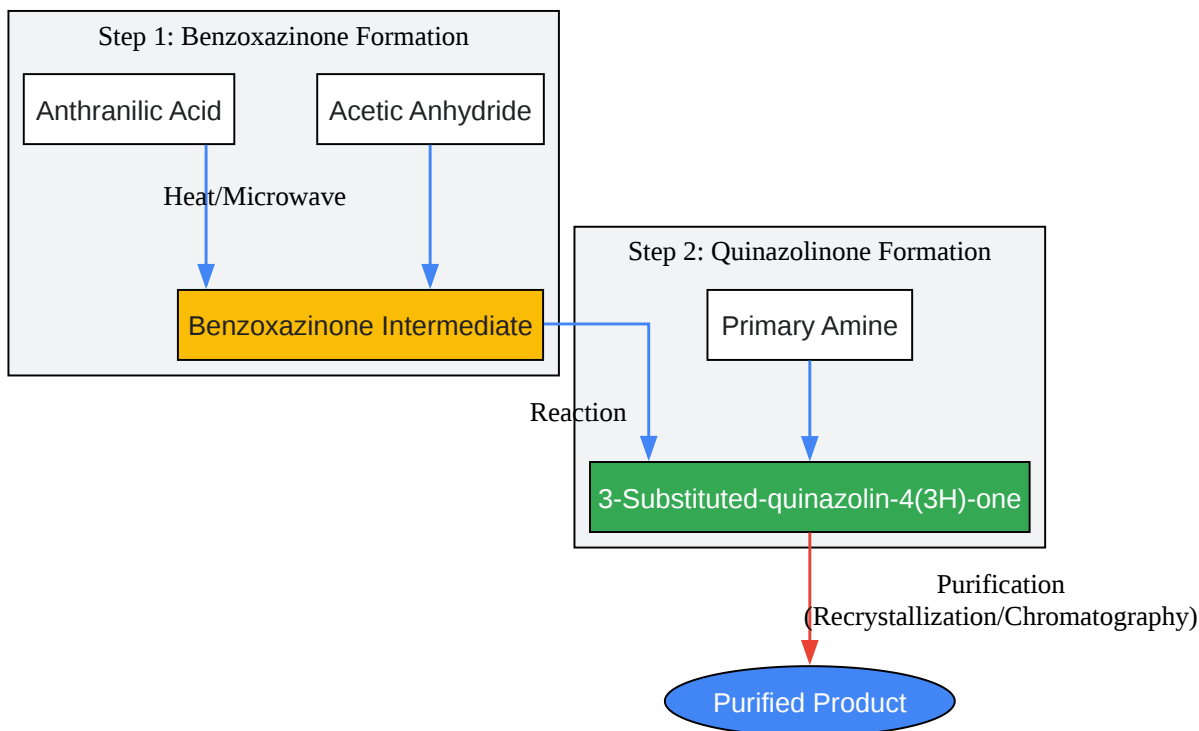 Step 1: Benzoxazinone Formation
Anthranilic Acid
Acetic Anhydride
Heat/Microwave
Benzoxazinone Intermediate
Step 2: Quinazolinone Formation
Primary Amine
Reaction
3-Substituted-quinazolin-4(3H)-one
Purification
(Recrystallization/Chromatography)
Purified Product